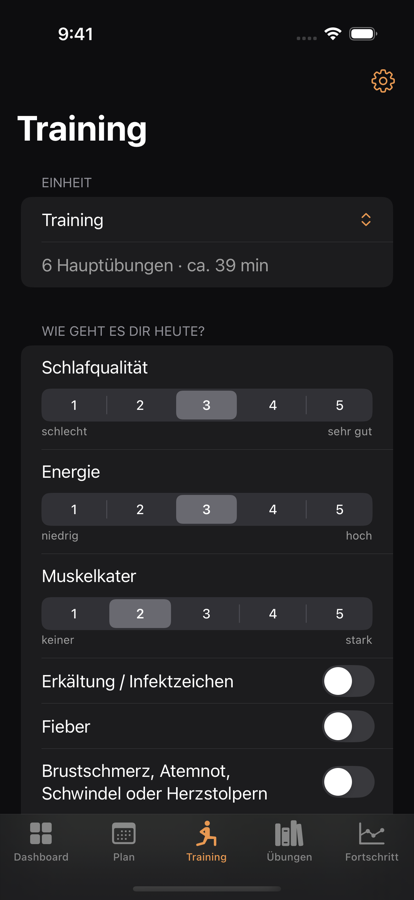 9:41
Training
EINHEIT
Training
6 Hauptübungen · ca. 39 min
WIE GEHT ES DIR HEUTE?
Schlafqualität
1 2 3 4 5
schlecht sehr gut
Energie
1 2 3 4 5
niedrig hoch
Muskelkater
1 2 3 4 5
keiner stark
Erkältung / Infektzeichen
Fieber
Brustschmerz, Atemnot,
Schwindel oder Herzstolpern
Dashboard Plan Training Übungen Fortschritt